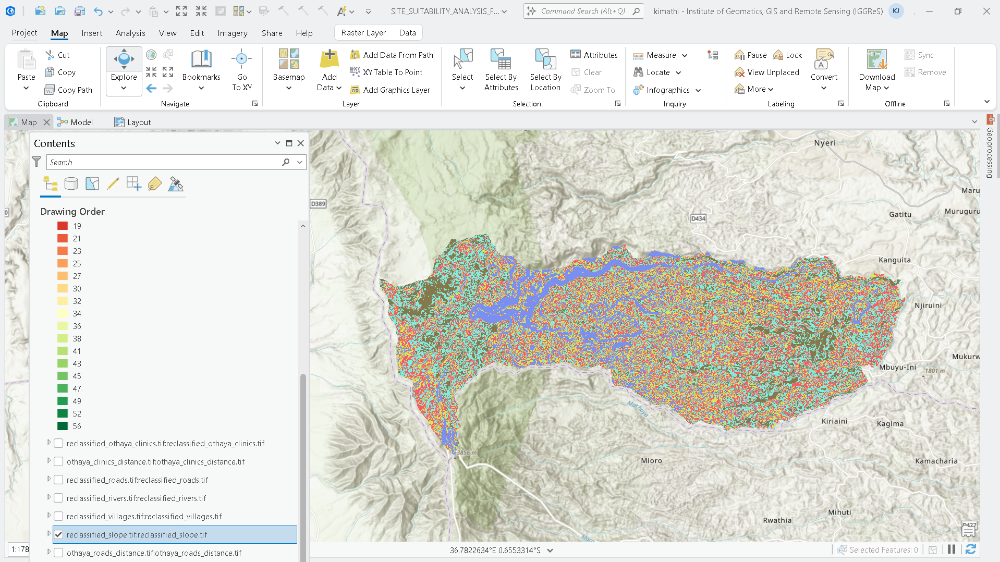 SITE_SUITABILITY_ANALYSIS_F...
Command Search (Alt+Q)
kimathi - Institute of Geomatics, GIS and Remote Sensing (IGGReS)
KJ
Project
Map
Insert
Analysis
View
Edit
Imagery
Share
Help
Raster Layer
Data
Paste
Cut
Copy
Copy Path
Clipboard
Explore
Bookmarks
Go
To XY
Navigate
Basemap
Add
Data
Add Data From Path
XY Table To Point
Add Graphics Layer
Layer
Select
Select By
Attributes
Select By
Location
Attributes
Clear
Zoom To
Selection
Measure
Locate
Infographics
Inquiry
Pause
Lock
View Unplaced
More
Convert
Labeling
Download
Map
Sync
Remove
Offline
Map
Model
Layout
Geoprocessing
Contents
Search
Drawing Order
19
21
23
25
27
30
32
34
36
38
41
43
45
47
49
52
56
reclassified_othaya_clinics.tif:reclassified_othaya_clinics.tif
othaya_clinics_distance.tif:othaya_clinics_distance.tif
reclassified_roads.tif:reclassified_roads.tif
reclassified_rivers.tif:reclassified_rivers.tif
reclassified_villages.tif:reclassified_villages.tif
reclassified_slope.tif:reclassified_slope.tif
othaya_roads_distance.tif:othaya_roads_distance.tif
Nyeri
D389
Maru
D434
Gatitu
Muruguru
Kanguita
Njiruini
Mukurw
Mbuyu-Ini
1801 m
Mathoya
Kiriaini
Kagima
3856 m
Mioro
Kamacharia
Mihuti
Rwathia
D427
1:178
36.7822634°E 0.6553314°S
Selected Features: 0